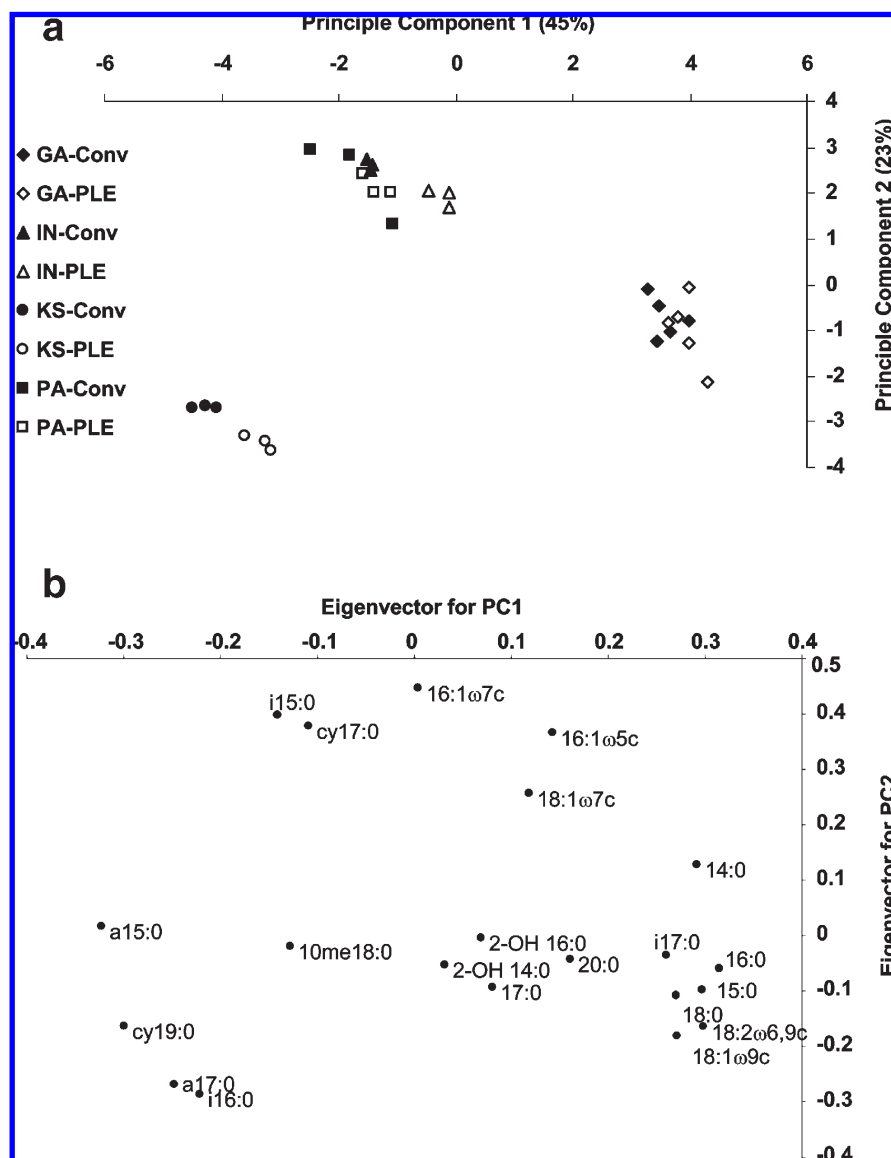 a
Principle Component 1 (45%)
-6 -4 -2 0 2 4 6
4
3
2
1
0
-1
-2
-3
-4
Principle Component 2 (23%)
GA-Conv
GA-PLE
IN-Conv
IN-PLE
KS-Conv
KS-PLE
PA-Conv
PA-PLE
b
Eigenvector for PC1
-0.4 -0.3 -0.2 -0.1 0 0.1 0.2 0.3 0.4
0.5
0.4
0.3
0.2
0.1
0
-0.1
-0.2
-0.3
-0.4
Eigenvector for PC2
16:1ω7c
i15:0
cy17:0
16:1ω5c
18:1ω7c
14:0
a15:0
10me18:0
2-OH 16:0
2-OH 14:0
20:0
17:0
i17:0
16:0
15:0
18:0
18:2ω6,9c
18:1ω9c
cy19:0
a17:0
i16:0